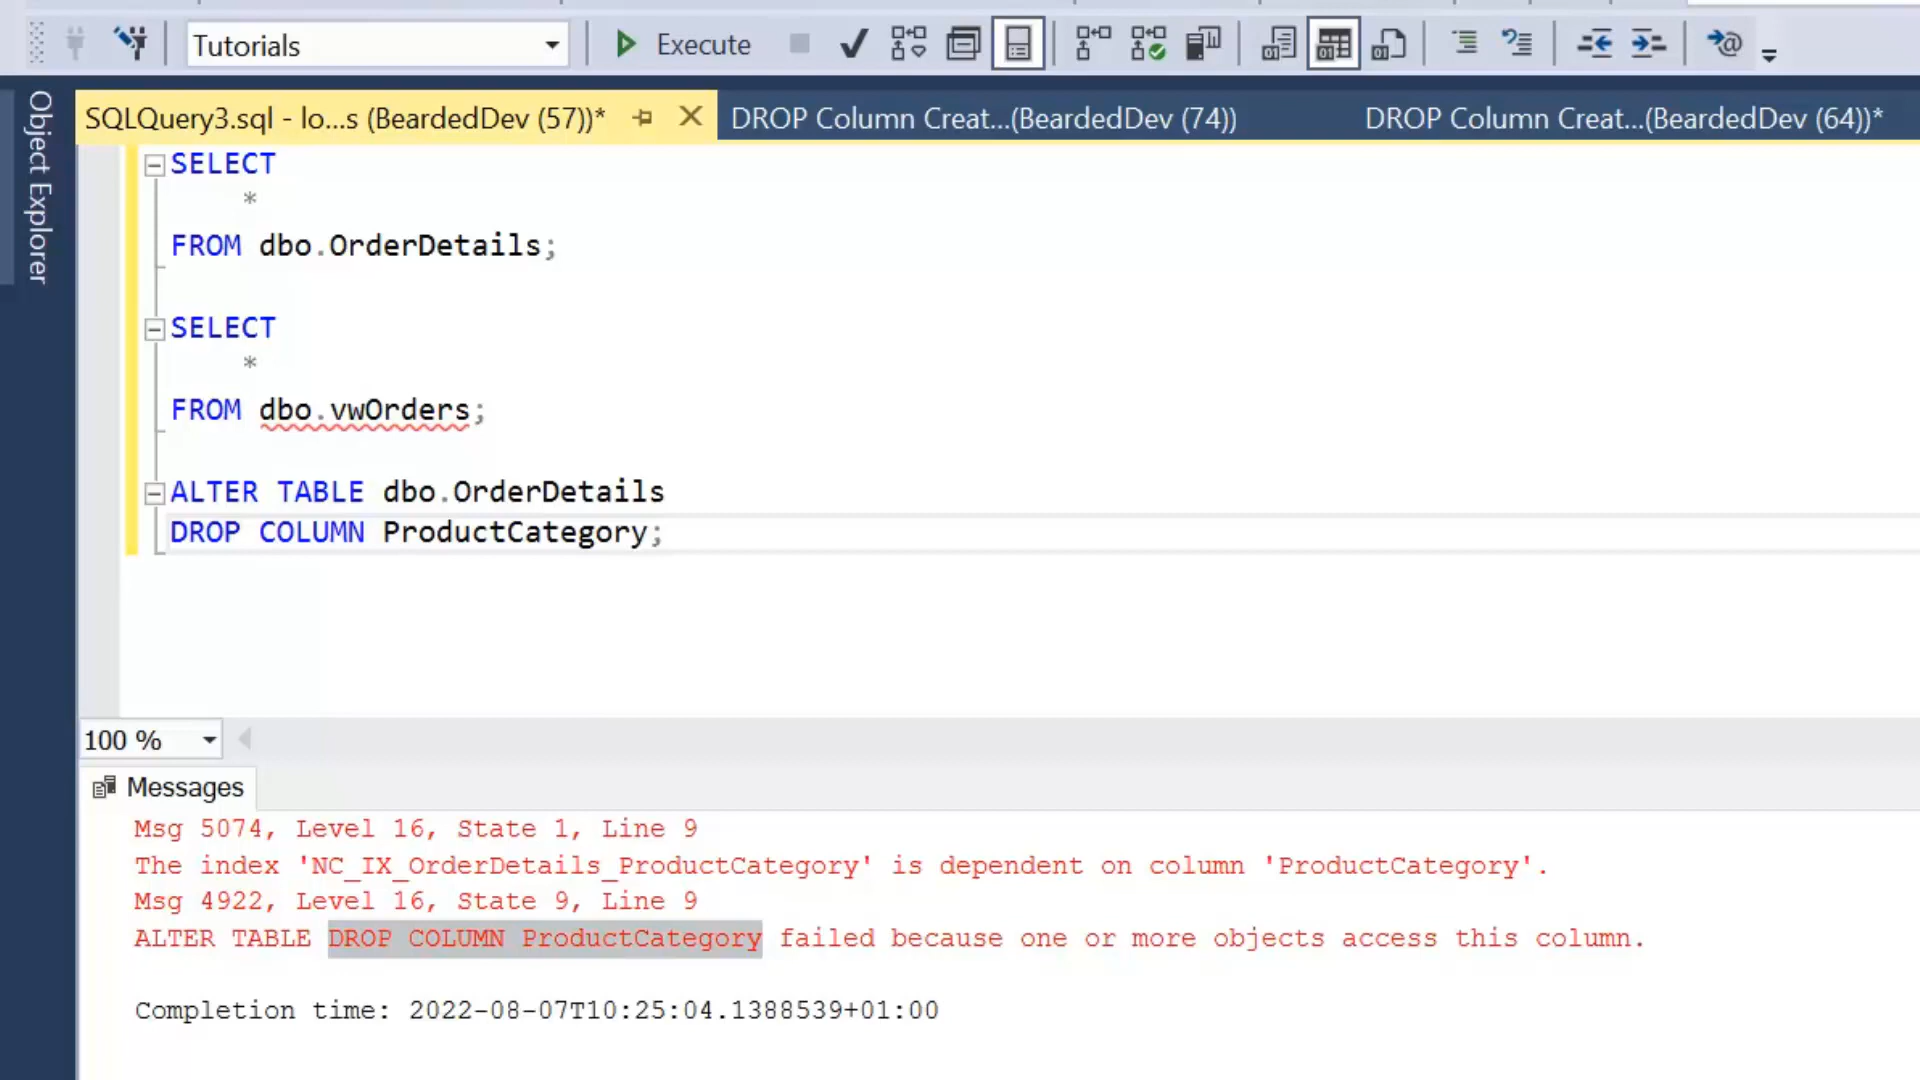 Tutorials
Execute
Object Explorer
SQLQuery3.sql - lo...s (BeardedDev (57))*
DROP Column Creat...(BeardedDev (74))
DROP Column Creat...(BeardedDev (64))*
SELECT
*
FROM dbo.OrderDetails;
SELECT
*
FROM dbo.vwOrders;
ALTER TABLE dbo.OrderDetails
DROP COLUMN ProductCategory;
100 %
Messages
Msg 5074, Level 16, State 1, Line 9
The index 'NC_IX_OrderDetails_ProductCategory' is dependent on column 'ProductCategory'.
Msg 4922, Level 16, State 9, Line 9
ALTER TABLE DROP COLUMN ProductCategory failed because one or more objects access this column.
Completion time: 2022-08-07T10:25:04.1388539+01:00